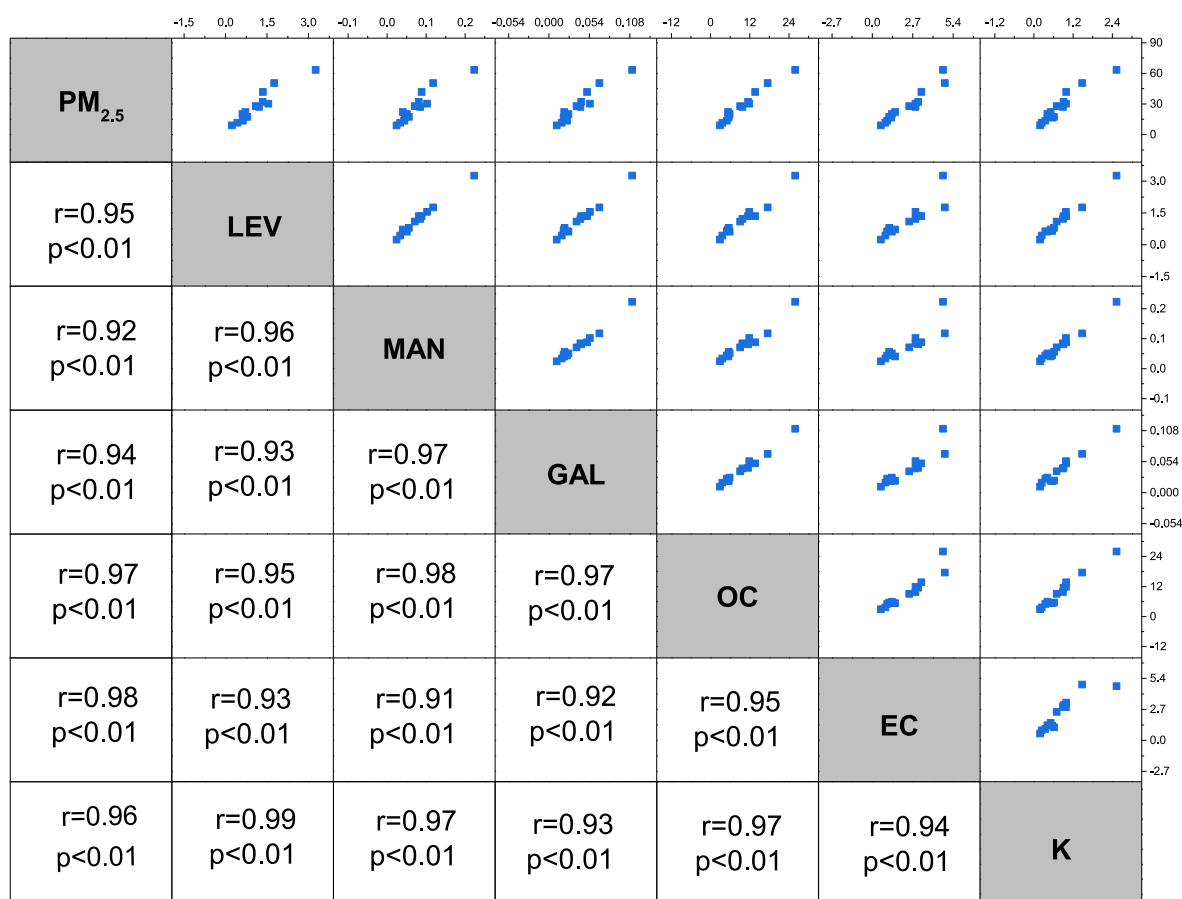 -1.5 0.0 1.5 3.0 -0.1 0.0 0.1 0.2 -0.054 0.000 0.054 0.108 -12 0 12 24 -2.7 0.0 2.7 5.4 -1.2 0.0 1.2 2.4
90
60
PM2.5
30
0
3.0
r=0.95 LEV 1.5
p<0.01 0.0
-1.5
0.2
r=0.92 r=0.96 MAN 0.1
p<0.01 p<0.01 0.0
-0.1
0.108
r=0.94 r=0.93 r=0.97 GAL 0.054
p<0.01 p<0.01 p<0.01 0.000
-0.054
24
r=0.97 r=0.95 r=0.98 r=0.97 OC 12
p<0.01 p<0.01 p<0.01 p<0.01 0
-12
5.4
r=0.98 r=0.93 r=0.91 r=0.92 r=0.95 EC 2.7
p<0.01 p<0.01 p<0.01 p<0.01 p<0.01 0.0
-2.7
r=0.96 r=0.99 r=0.97 r=0.93 r=0.97 r=0.94 K
p<0.01 p<0.01 p<0.01 p<0.01 p<0.01 p<0.01